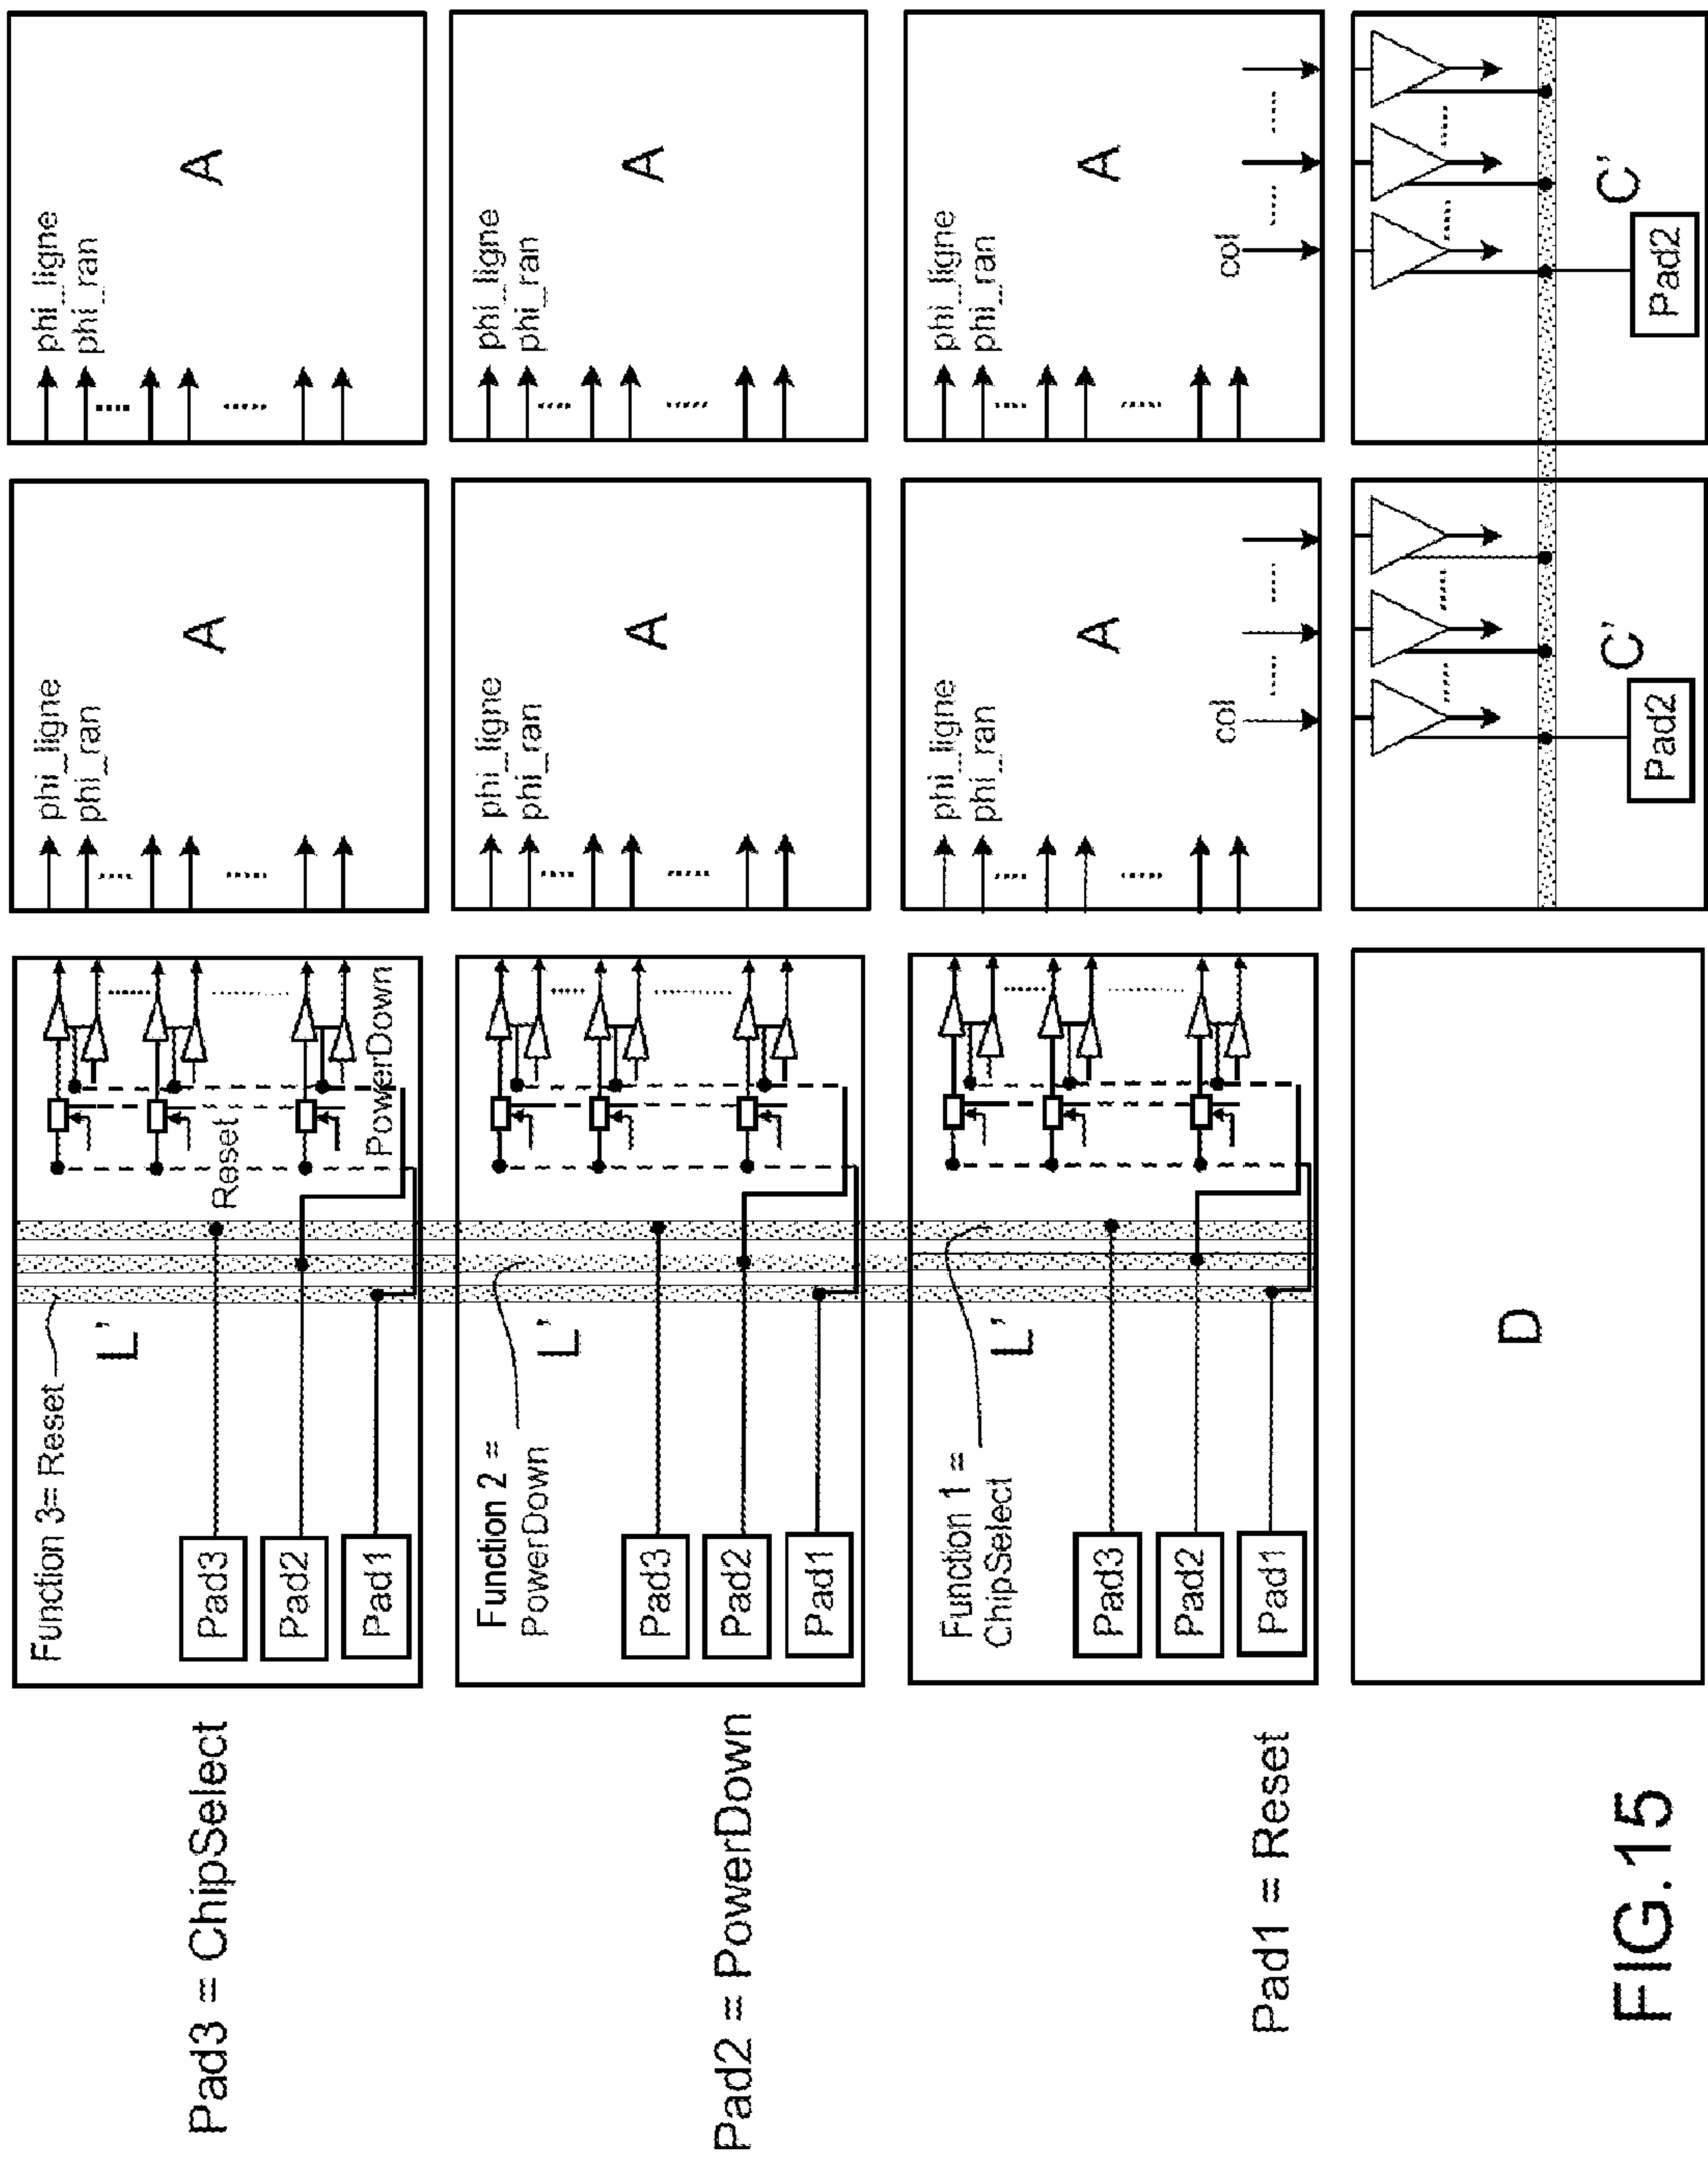 Pad3 = ChipSelect
Function 3= Reset
L'
Pad3
Pad2
Pad1
Reset
PowerDown
phi_ligne
phi_ran
A
phi_ligne
phi_ran
A
Pad2 = PowerDown
Function 2 =
PowerDown
L'
Pad3
Pad2
Pad1
phi_ligne
phi_ran
A
phi_ligne
phi_ran
A
Pad1 = Reset
Function 1 =
ChipSelect
L'
Pad3
Pad2
Pad1
phi_ligne
phi_ran
A
col
phi_ligne
phi_ran
A
col
D
C'
Pad2
C'
Pad2
FIG. 15